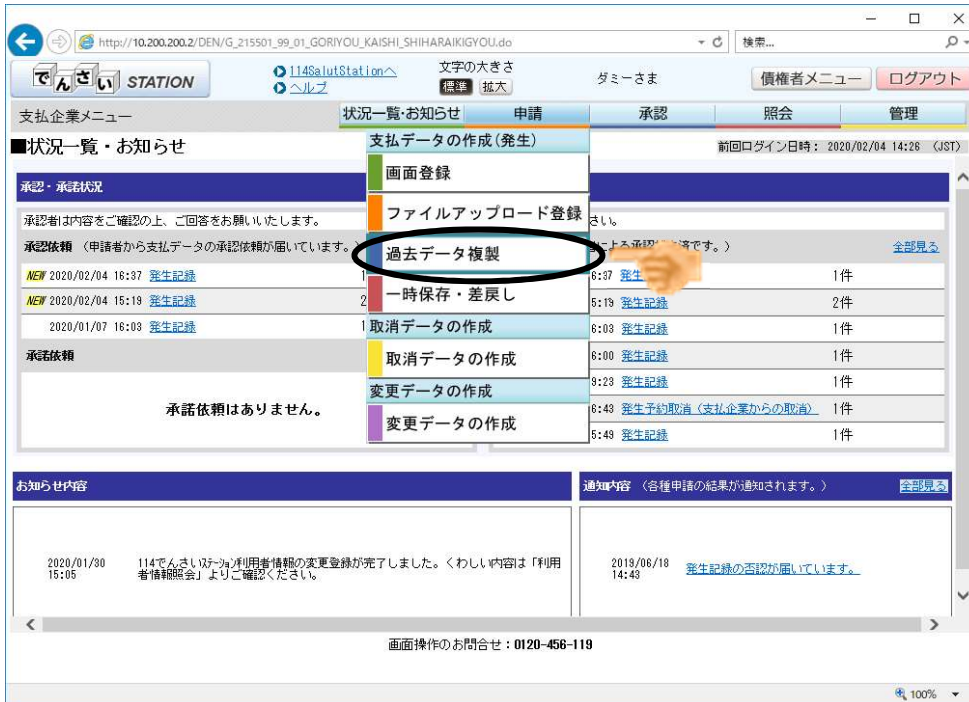 http://10.200.200.2/DEN/G_215501_99_01_GORIYOU_KAISHI_SHIHARAIKIGYOU.do
検索...
でんさい STATION
114SalutStationへ
ヘルプ
文字の大きさ
標準 拡大
ダミーさま
債権者メニュー
ログアウト
支払企業メニュー
状況一覧・お知らせ 申請 承認 照会 管理
■状況一覧・お知らせ
前回ログイン日時: 2020/02/04 14:26 (JST)
支払データの作成(発生)
画面登録
ファイルアップロード登録
過去データ複製
一時保存・差戻し
取消データの作成
取消データの作成
変更データの作成
変更データの作成
承認・承諾状況
承認者は内容をご確認の上、ご回答をお願いいたします。
さい。
承認依頼 (申請者から支払データの承認依頼が届いています。)
全部見る
NEW 2020/02/04 16:37 発生記録 1
NEW 2020/02/04 15:19 発生記録 2
2020/01/07 16:03 発生記録 1
承諾依頼
承諾依頼はありません。
6:37 発生 1件
5:19 発生記録 2件
6:03 発生記録 1件
6:00 発生記録 1件
9:23 発生記録 1件
6:43 発生予約取消(支払企業からの取消) 1件
5:49 発生記録 1件
お知らせ内容
2020/01/30 15:05
114でんさいステーション利用者情報の変更登録が完了しました。くわしい内容は「利用
者情報照会」よりご確認ください。
通知内容 (各種申請の結果が通知されます。)
全部見る
2019/06/18 14:43
発生記録の否認が届いています。
画面操作のお問合せ:0120-456-119
100%